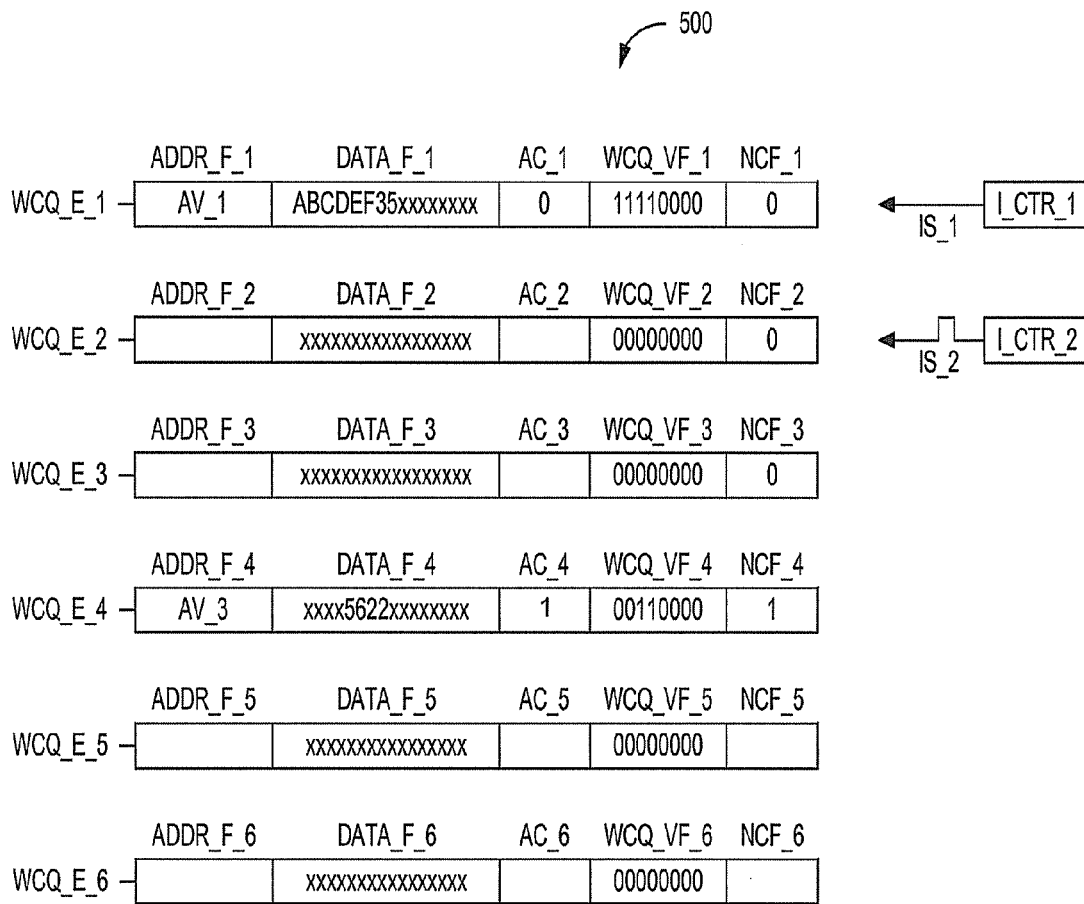 500
ADDR_F_1 DATA_F_1 AC_1 WCQ_VF_1 NCF_1
WCQ_E_1 AV_1 ABCDEF35xxxxxxxx 0 11110000 0 IS_1 I_CTR_1
ADDR_F_2 DATA_F_2 AC_2 WCQ_VF_2 NCF_2
WCQ_E_2 xxxxxxxxxxxxxxxx 00000000 0 IS_2 I_CTR_2
ADDR_F_3 DATA_F_3 AC_3 WCQ_VF_3 NCF_3
WCQ_E_3 xxxxxxxxxxxxxxxx 00000000 0
ADDR_F_4 DATA_F_4 AC_4 WCQ_VF_4 NCF_4
WCQ_E_4 AV_3 xxxx5622xxxxxxxx 1 00110000 1
ADDR_F_5 DATA_F_5 AC_5 WCQ_VF_5 NCF_5
WCQ_E_5 xxxxxxxxxxxxxxxx 00000000
ADDR_F_6 DATA_F_6 AC_6 WCQ_VF_6 NCF_6
WCQ_E_6 xxxxxxxxxxxxxxxx 00000000